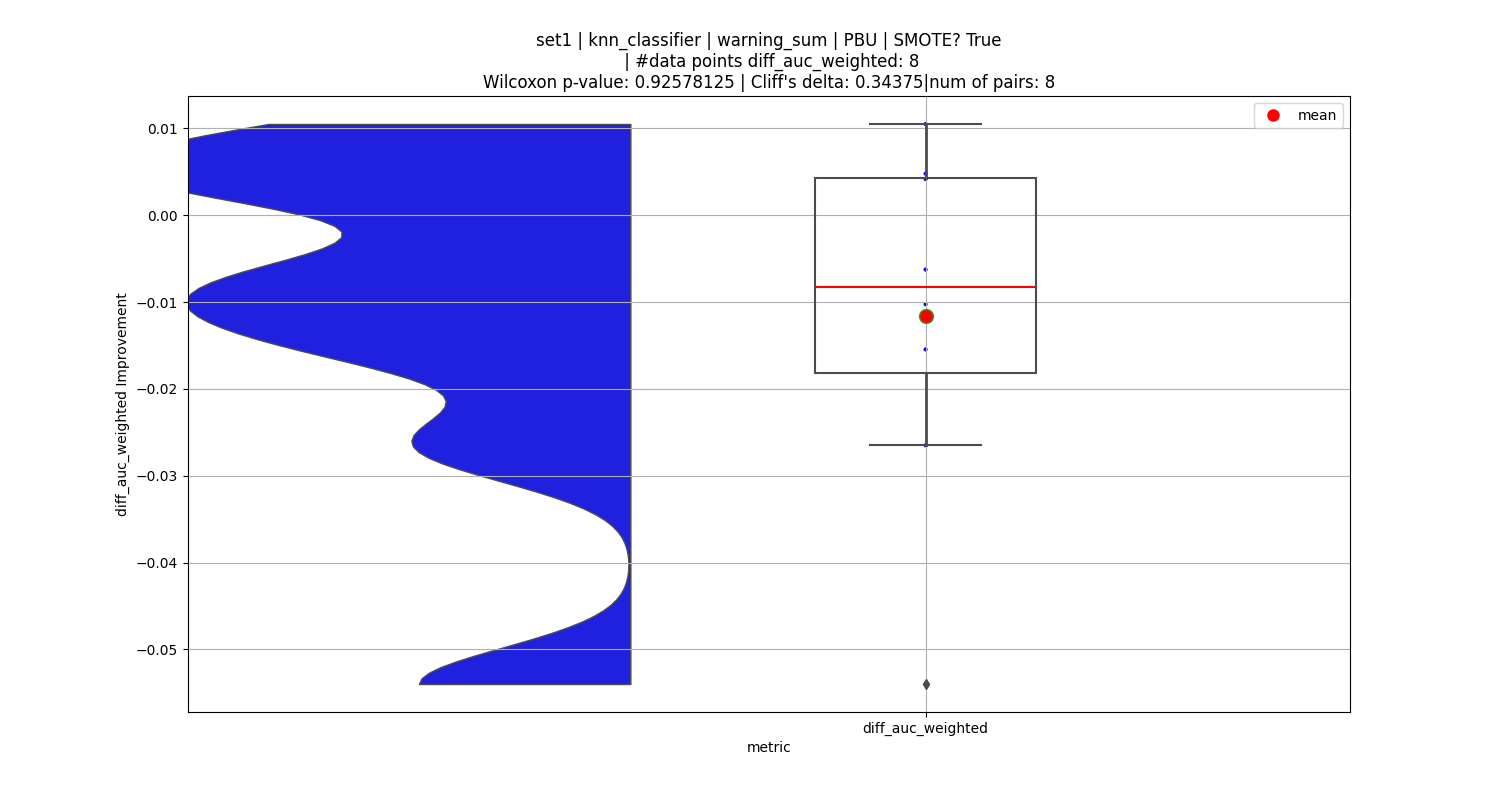 set1 | knn_classifier | warning_sum | PBU | SMOTE? True
| #data points diff_auc_weighted: 8
Wilcoxon p-value: 0.92578125 | Cliff's delta: 0.34375|num of pairs: 8
mean
0.01
0.00
−0.01
−0.02
−0.03
−0.04
−0.05
diff_auc_weighted Improvement
diff_auc_weighted
metric